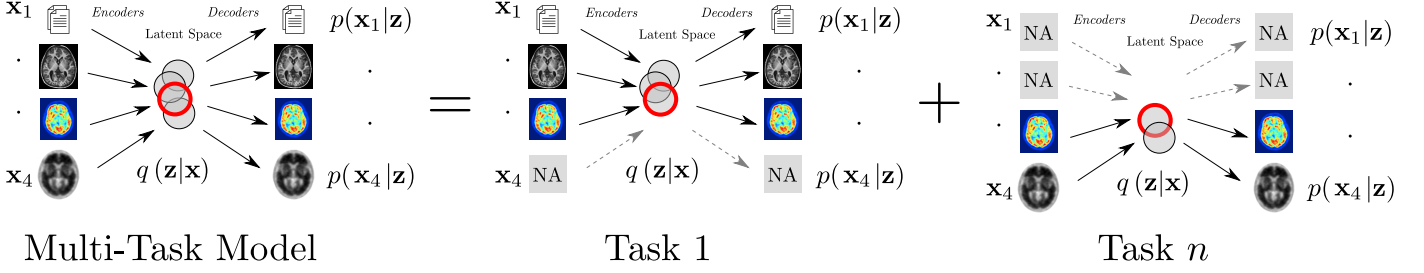 x₁ Encoders Decoders p(x₁|z)
Latent Space
. .
. .
x₄ q (z|x) p(x₄|z)
Multi-Task Model
=
x₁ Encoders Decoders p(x₁|z)
Latent Space
. .
. .
x₄ NA q (z|x) NA p(x₄|z)
Task 1
+
x₁ NA Encoders Decoders NA p(x₁|z)
Latent Space
. NA NA .
. .
x₄ q (z|x) p(x₄|z)
Task n